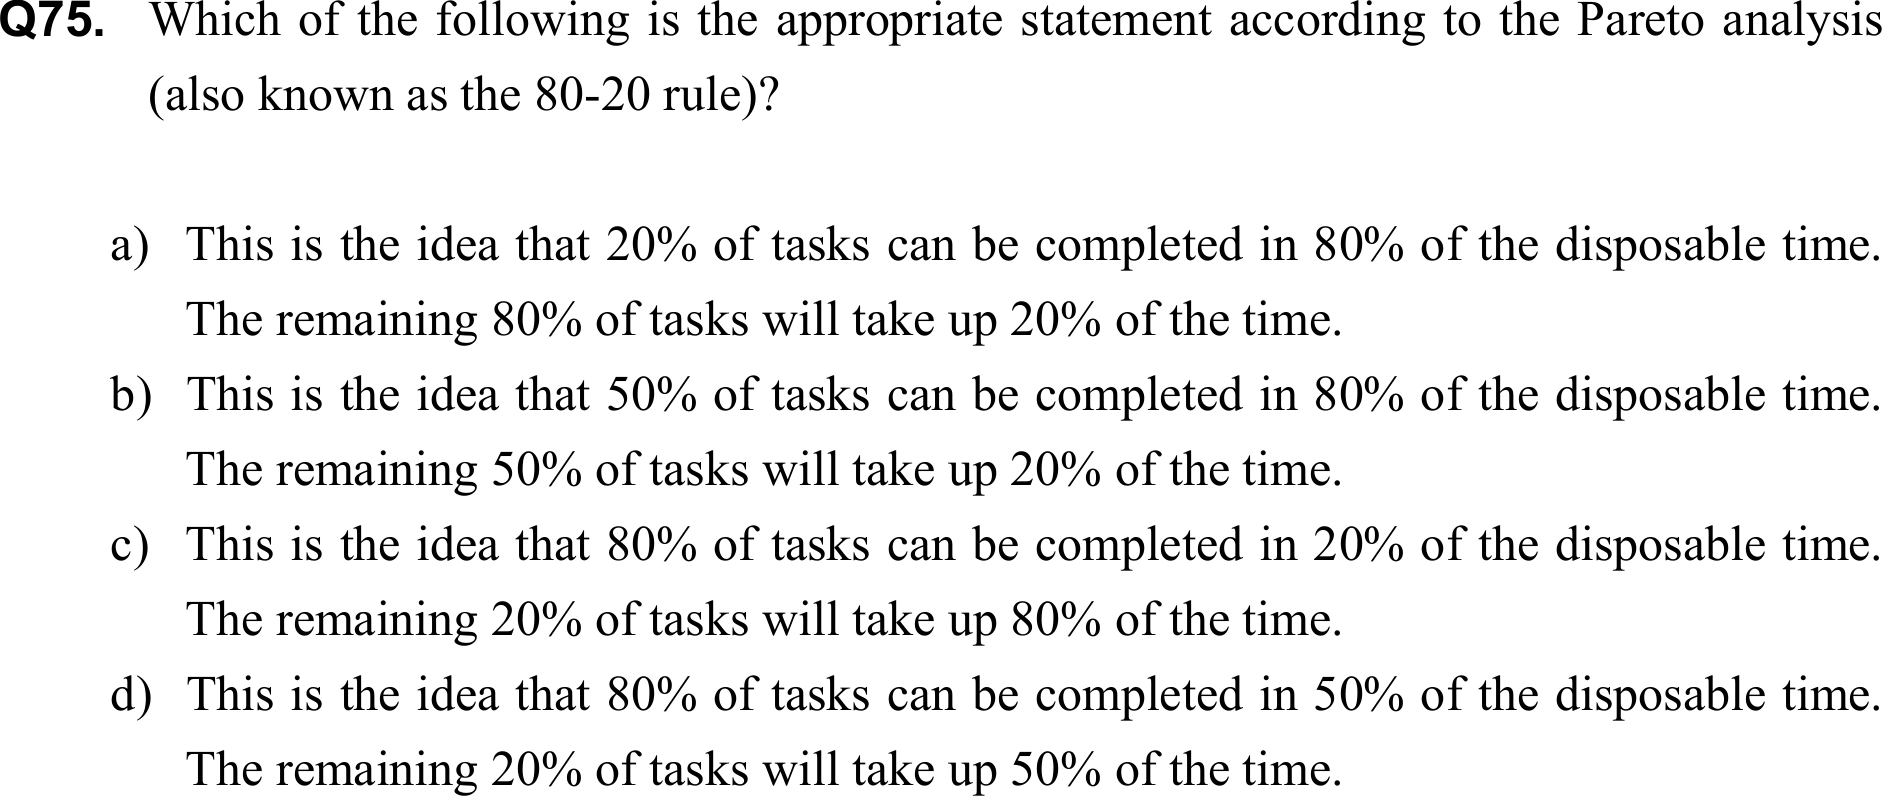 Q75. Which of the following is the appropriate statement according to the Pareto analysis
(also known as the 80-20 rule)?
a) This is the idea that 20% of tasks can be completed in 80% of the disposable time.
The remaining 80% of tasks will take up 20% of the time.
b) This is the idea that 50% of tasks can be completed in 80% of the disposable time.
The remaining 50% of tasks will take up 20% of the time.
c) This is the idea that 80% of tasks can be completed in 20% of the disposable time.
The remaining 20% of tasks will take up 80% of the time.
d) This is the idea that 80% of tasks can be completed in 50% of the disposable time.
The remaining 20% of tasks will take up 50% of the time.